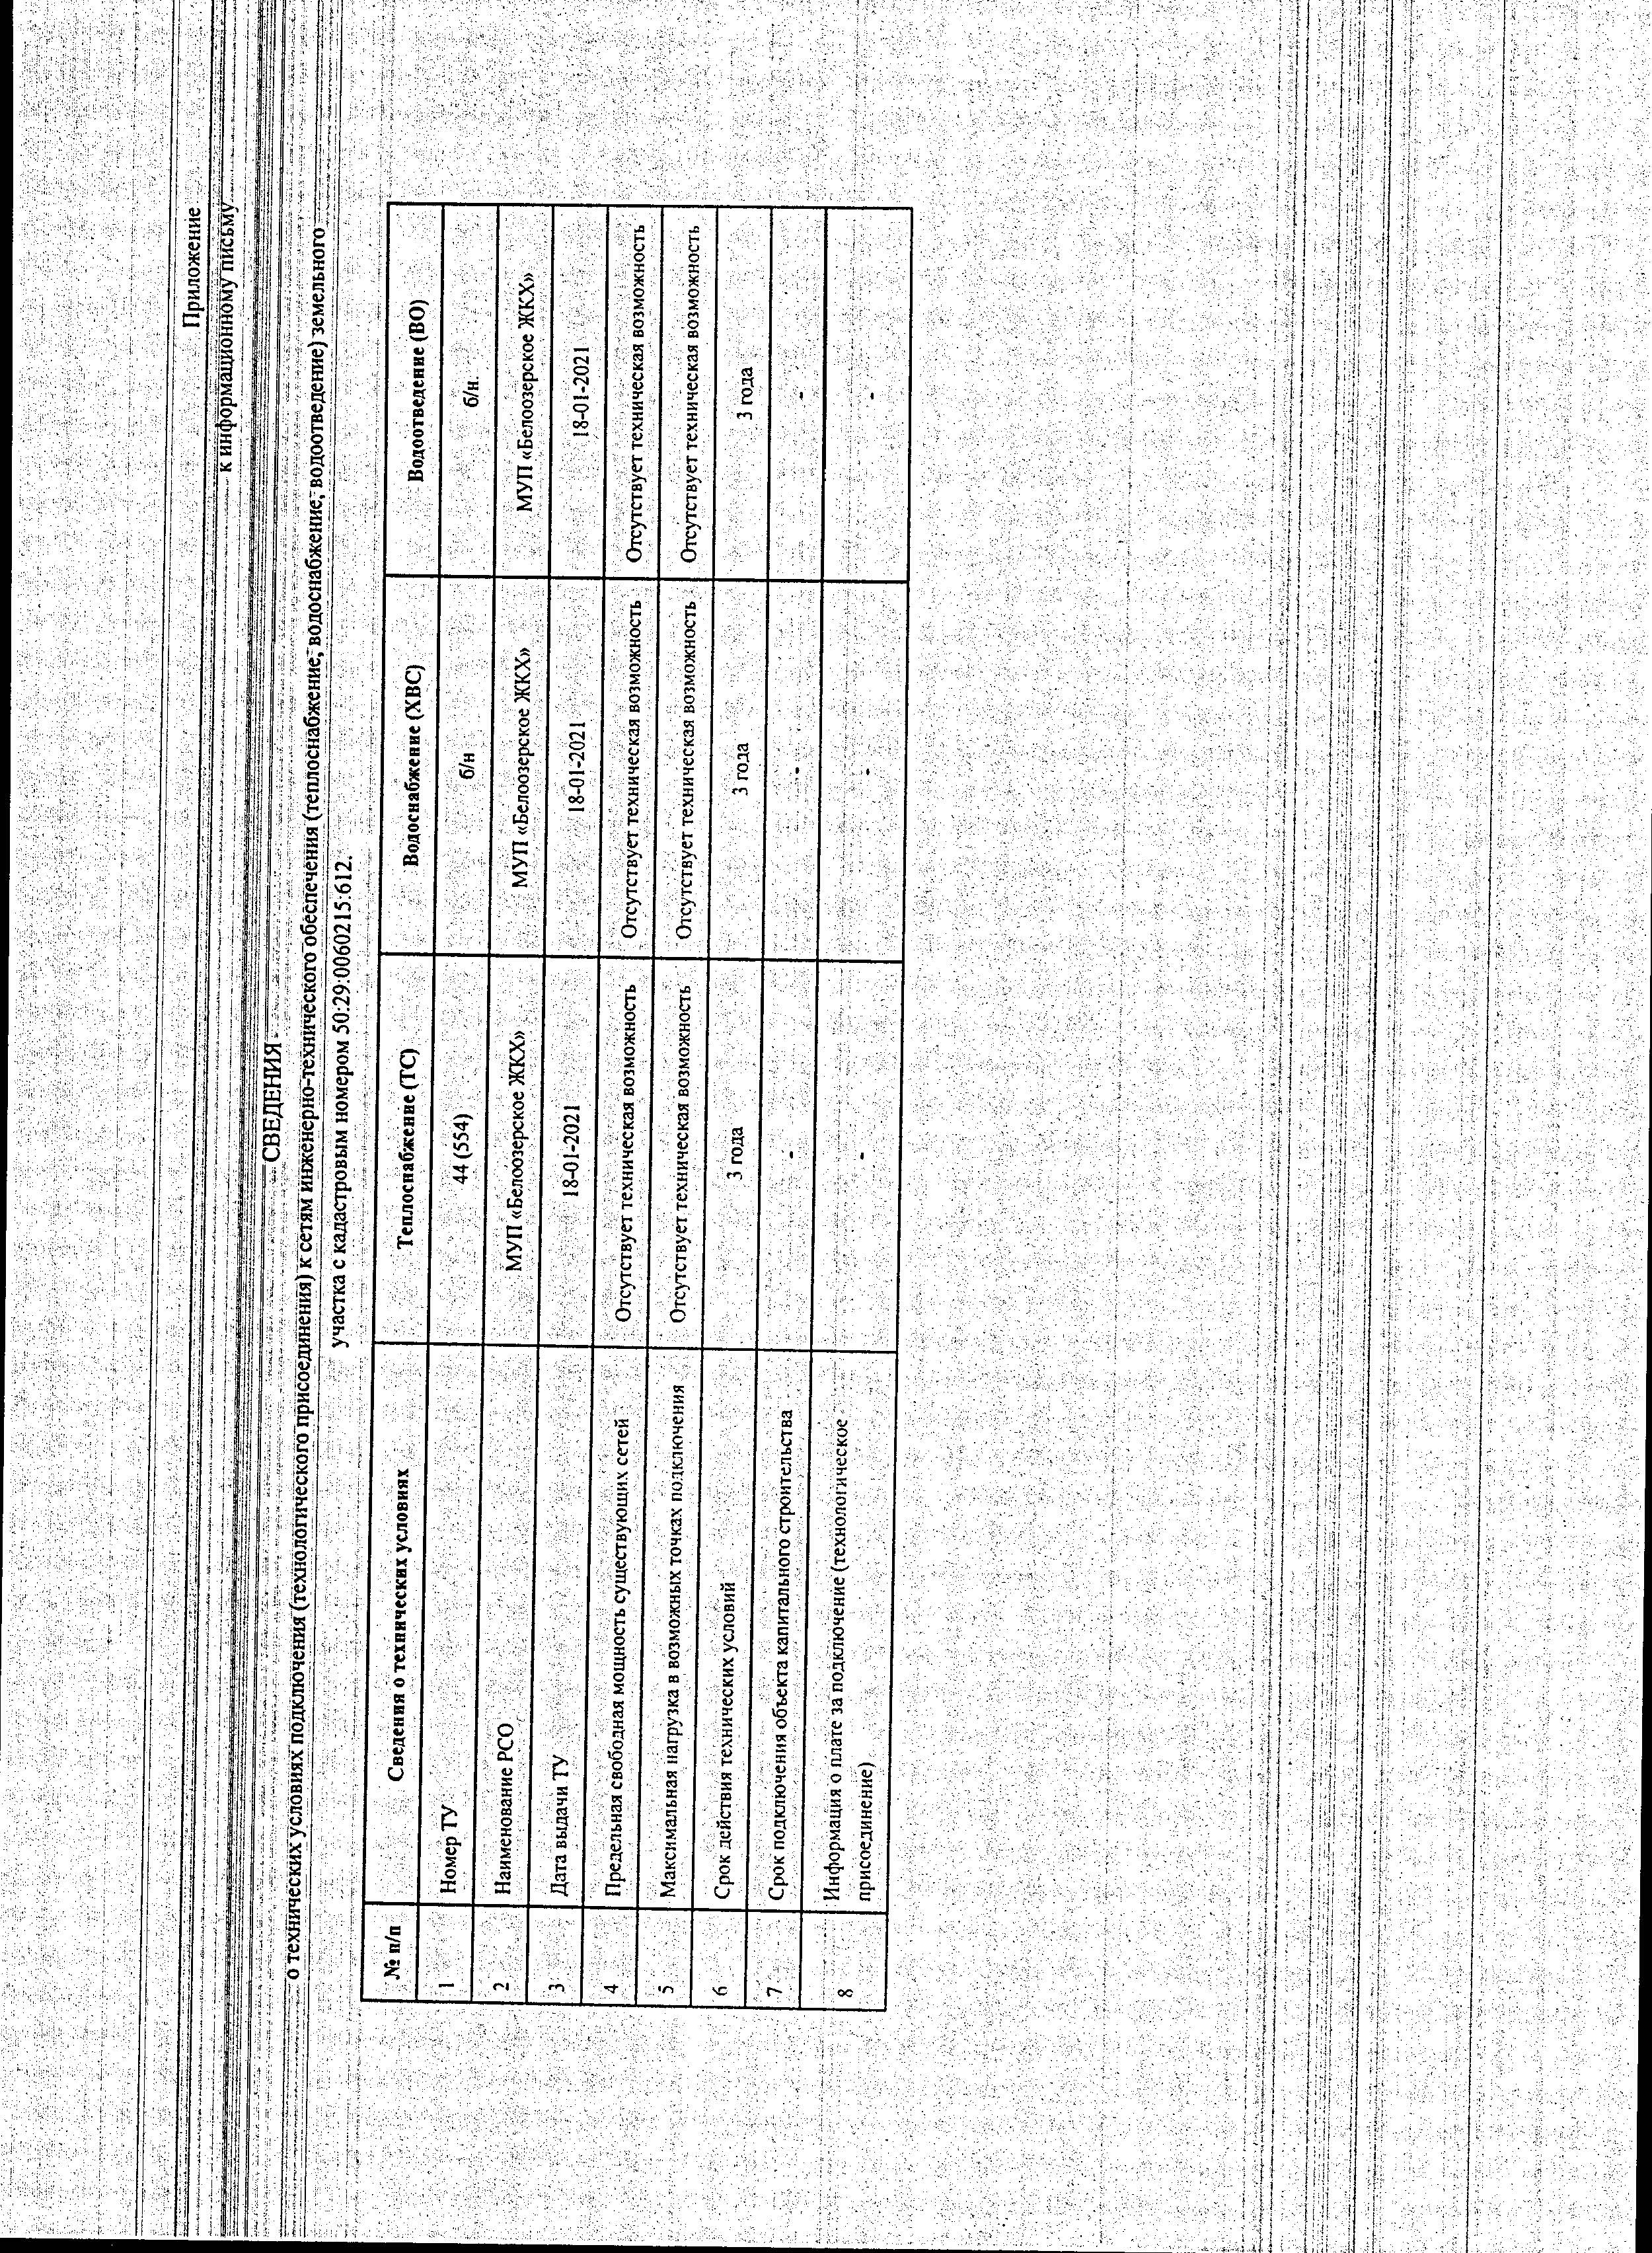 Приложение
к информационному письму
СВЕДЕНИЯ
о технических условиях подключения (технологического присоединения) к сетям инженерно-технического обеспечения (теплоснабжение, водоснабжение, водоотведение) земельного
участка с кадастровым номером 50:29:0060215:612.
№ п/п Сведения о технических условиях Теплоснабжение (ТС) Водоснабжение (ХВС) Водоотведение (ВО)
1 Номер ТУ 44 (554) б/н б/н.
2 Наименование РСО МУП «Белоозерское ЖКХ» МУП «Белоозерское ЖКХ» МУП «Белоозерское ЖКХ»
3 Дата выдачи ТУ 18-01-2021 18-01-2021 18-01-2021
4 Предельная свободная мощность существующих сетей Отсутствует техническая возможность Отсутствует техническая возможность Отсутствует техническая возможность
5 Максимальная нагрузка в возможных точках подключения Отсутствует техническая возможность Отсутствует техническая возможность Отсутствует техническая возможность
6 Срок действия технических условий 3 года 3 года 3 года
7 Срок подключения объекта капитального строительства - - -
8 Информация о плате за подключение (технологическое - - -
присоединение)